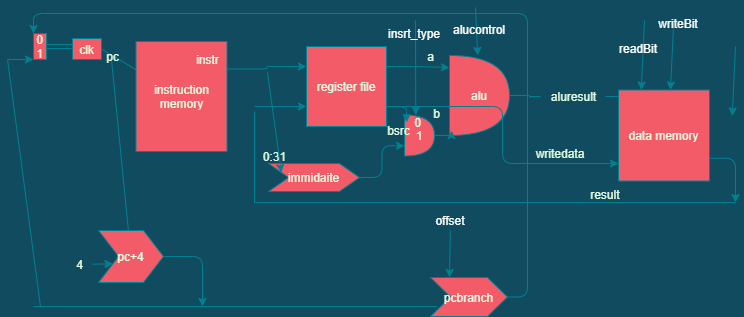 0
1
clk
pc
instruction
memory
instr
register file
insrt_type
alucontrol
a
b
bsrc
0
1
alu
aluresult
readBit
writeBit
data memory
writedata
result
0:31
immidaite
pc+4
4
offset
pcbranch